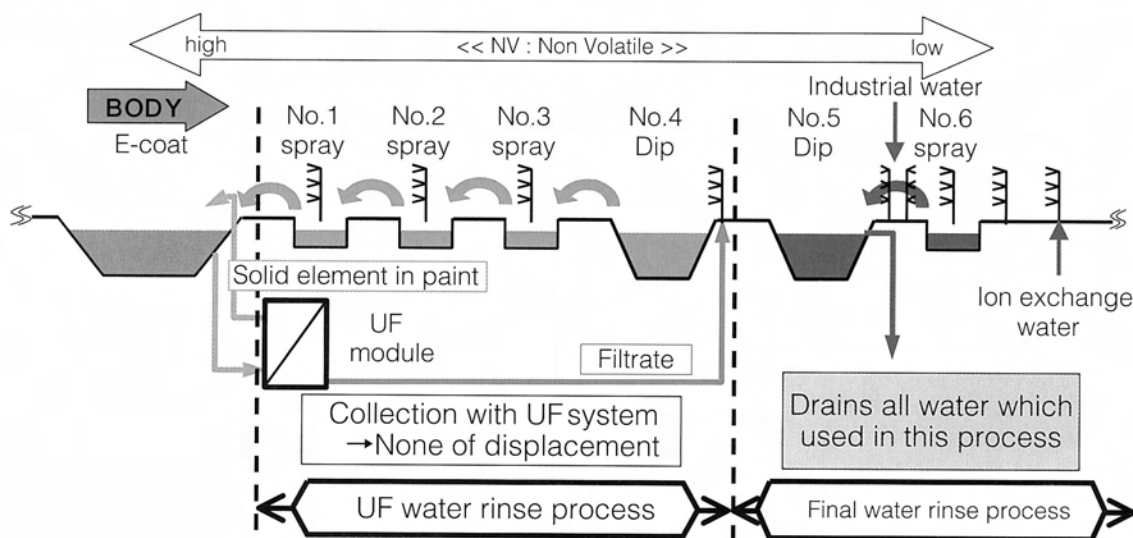 high
<< NV : Non Volatile >>
low
BODY
E-coat
No.1
spray
No.2
spray
No.3
spray
No.4
Dip
No.5
Dip
Industrial water
No.6
spray
Solid element in paint
UF
module
Filtrate
Ion exchange
water
Collection with UF system
→None of displacement
Drains all water which
used in this process
UF water rinse process
Final water rinse process